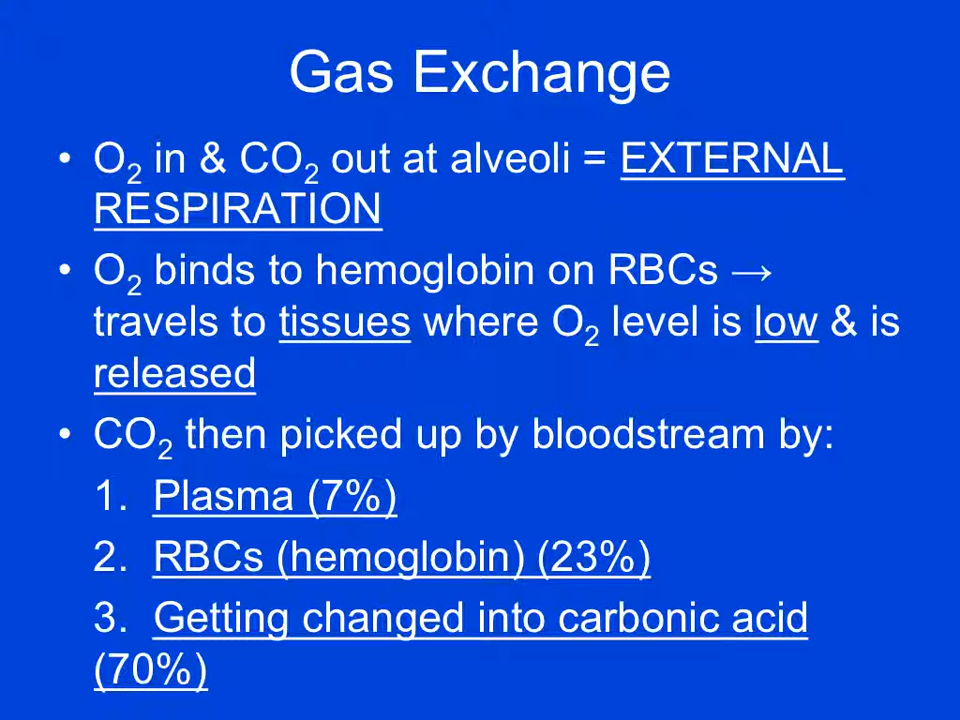 Gas Exchange
• O₂ in & CO₂ out at alveoli = EXTERNAL
RESPIRATION
• O₂ binds to hemoglobin on RBCs →
travels to tissues where O₂ level is low & is
released
• CO₂ then picked up by bloodstream by:
1. Plasma (7%)
2. RBCs (hemoglobin) (23%)
3. Getting changed into carbonic acid
(70%)